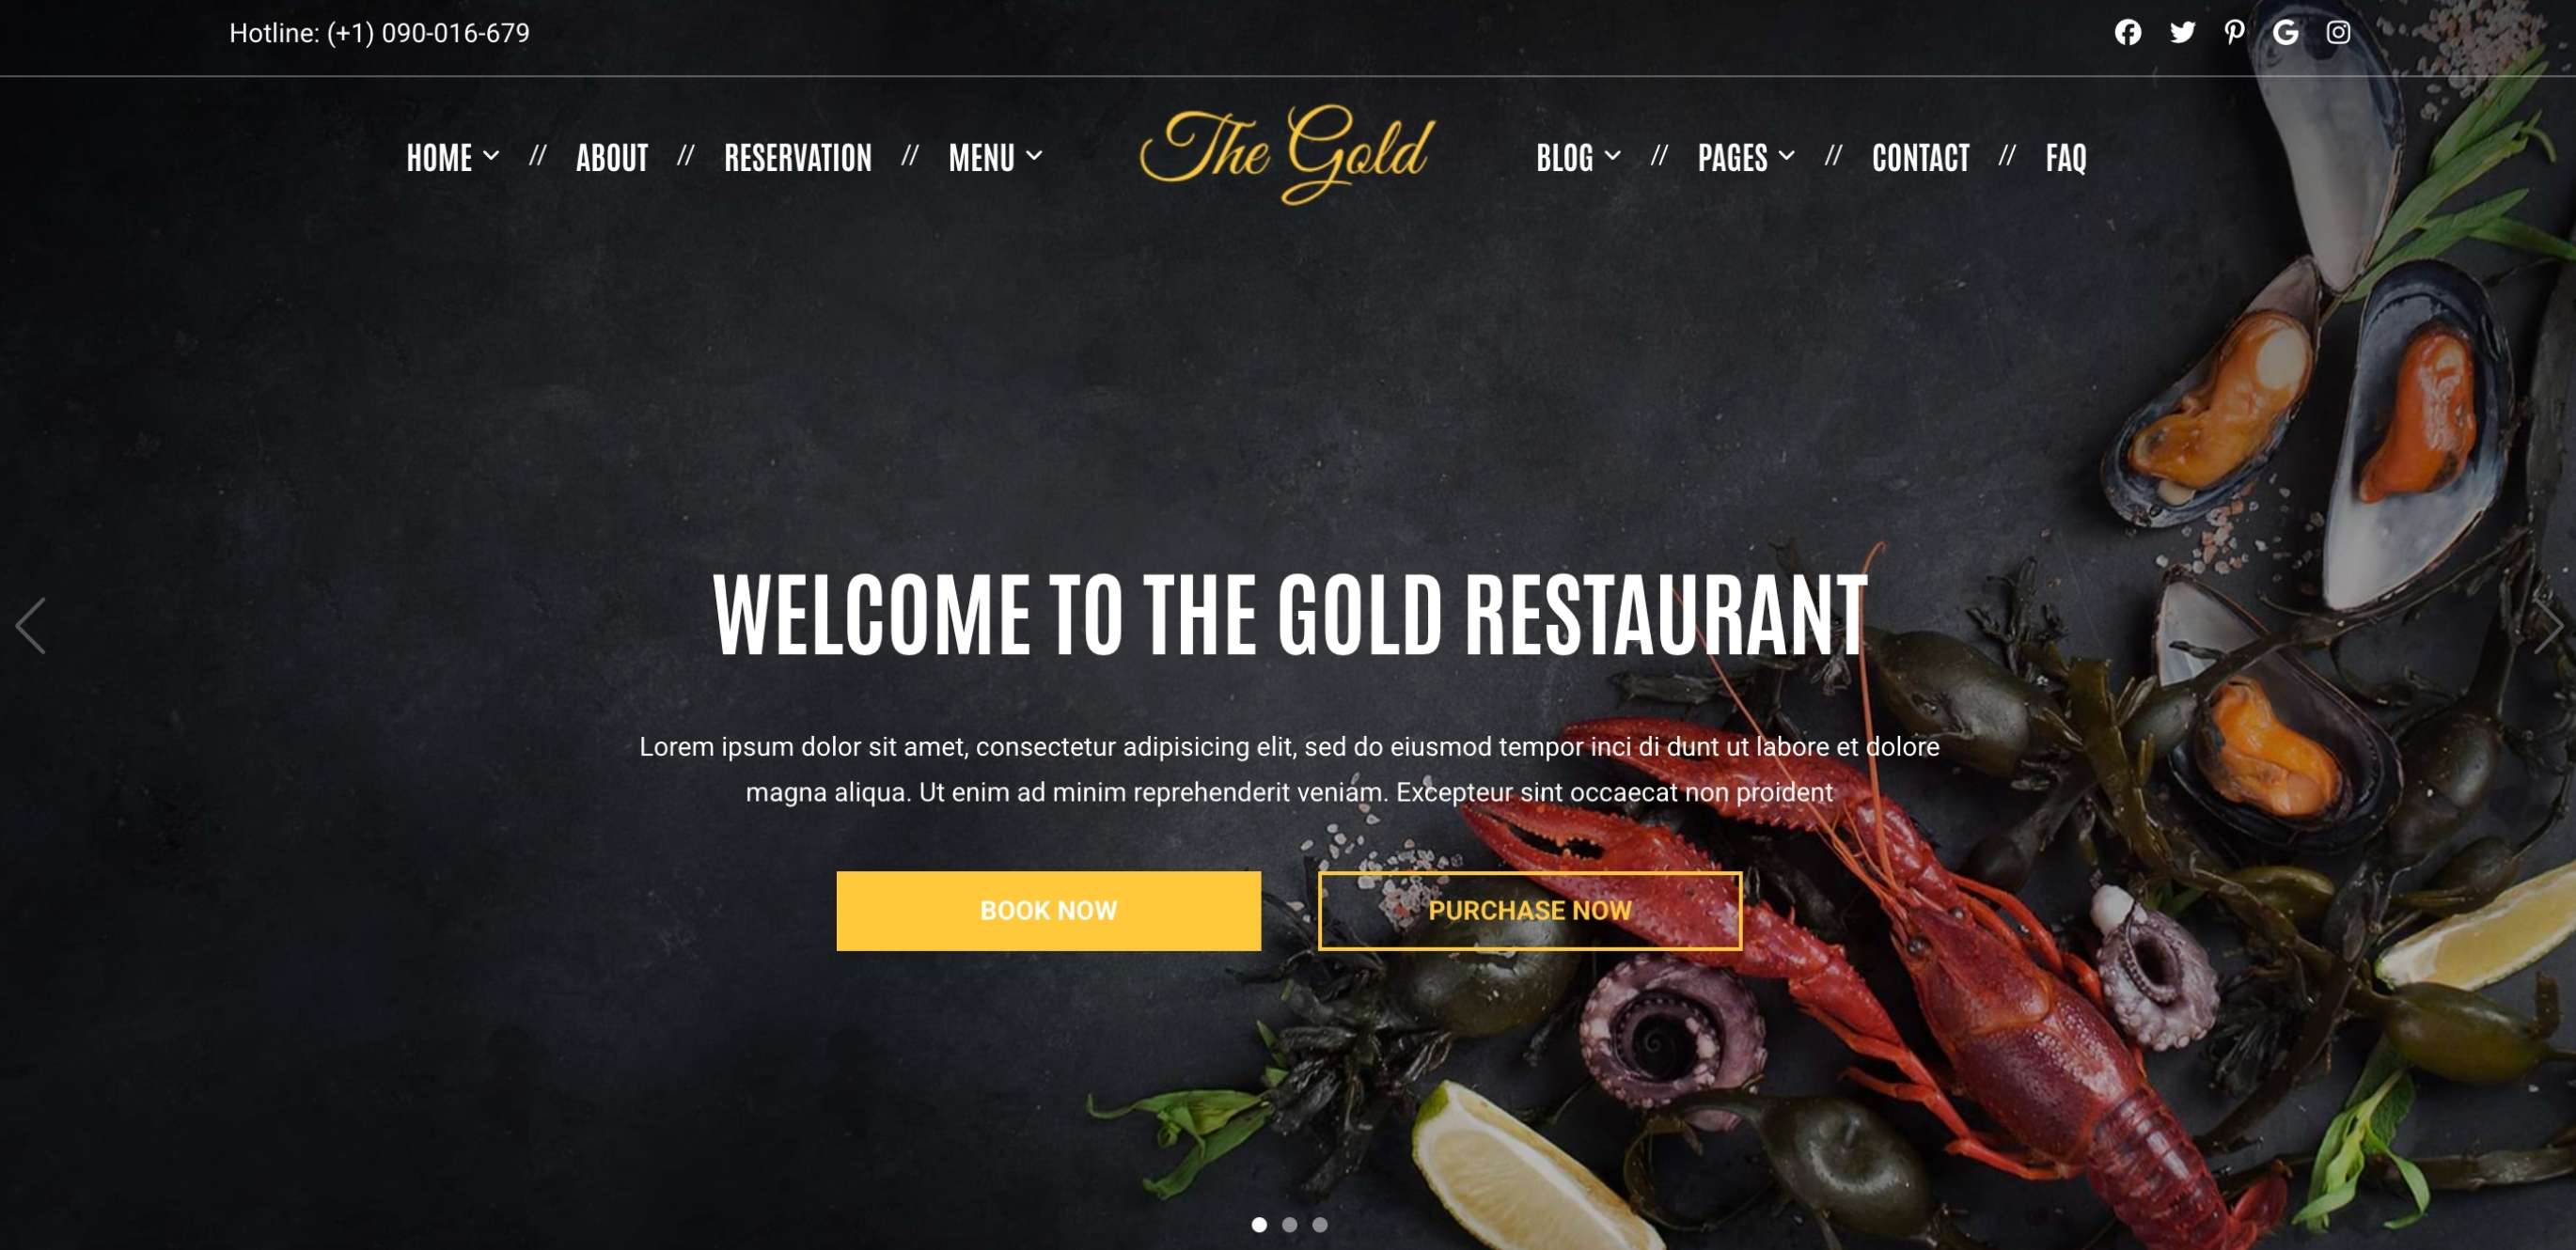 Hotline: (+1) 090-016-679
HOME // ABOUT // RESERVATION // MENU
The Gold
BLOG // PAGES // CONTACT // FAQ
WELCOME TO THE GOLD RESTAURANT
Lorem ipsum dolor sit amet, consectetur adipisicing elit, sed do eiusmod tempor inci di dunt ut labore et dolore
magna aliqua. Ut enim ad minim reprehenderit veniam. Excepteur sint occaecat non proident
BOOK NOW
PURCHASE NOW